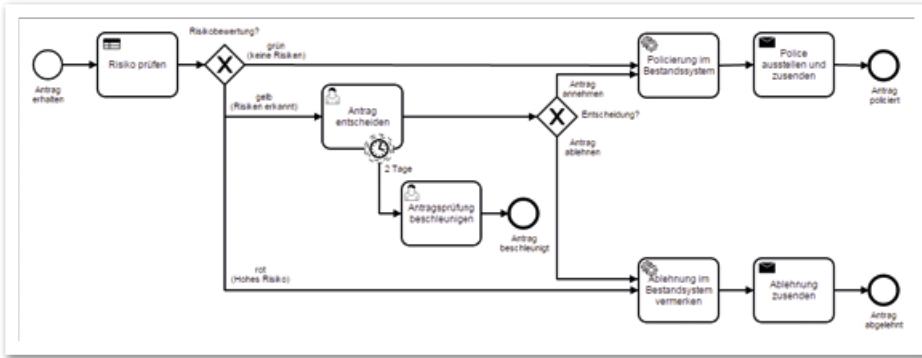 Risikobewertung?
grün
(keine Risiken)
Risiko prüfen
Antrag
erhalten
Policierung im
Bestandssystem
Police
ausstellen und
zusenden
Antrag
policiert
gelb
(Risiken erkannt)
Antrag
entscheiden
Antrag
annehmen
Entscheidung?
Antrag
ablehnen
2 Tage
Antragsprüfung
beschleunigen
Antrag
beschleunigt
rot
(Hohes Risiko)
Ablehnung im
Bestandsystem
vermerken
Ablehnung
zusenden
Antrag
abgelehnt